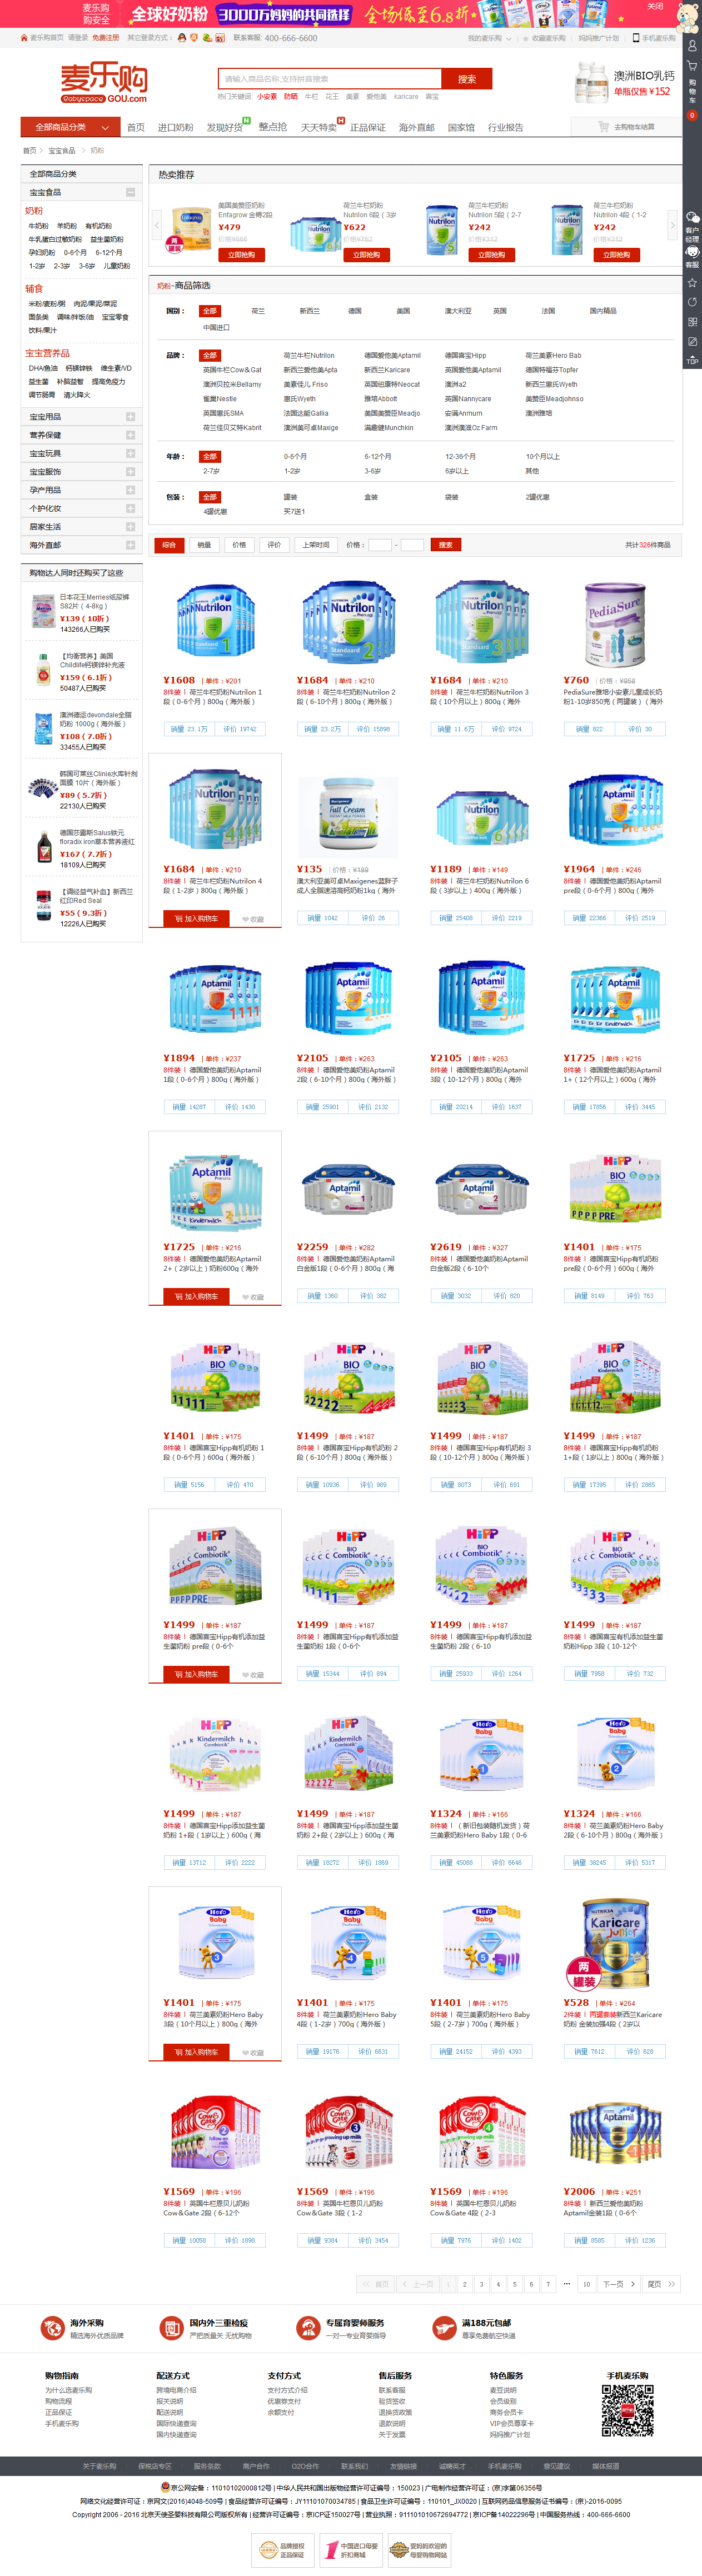 麦乐购
购安全
全球好奶粉
3000万妈妈的共同选择
全场低至6.5元
关闭
麦乐购首页 请登录 免费注册 其它登录方式：
联系客服: 400-666-6600
我的麦乐购 收藏麦乐购 妈妈推广计划 手机麦乐购
麦乐购
Babyspace GOU.com
请输入商品名称,支持拼音搜索
搜索
热门关键词: 小安素 防晒 牛栏 花王 美素 爱他美 karicare 喜宝
澳洲BIO乳钙
单瓶仅售 ¥152
全部商品分类
首页 进口奶粉 发现好货 整点抢 天天特卖 正品保证 海外直邮 国家馆 行业报告
去购物车结算
购物车
0
客户经理
客服
TOP
首页 > 宝宝食品 > 奶粉
全部商品分类
宝宝食品
奶粉
牛奶粉 羊奶粉 有机奶粉
牛乳蛋白过敏奶粉 益生菌奶粉
孕妇奶粉 0-6个月 6-12个月
1-2岁 2-3岁 3-6岁 儿童奶粉
辅食
米粉/麦粉/粥 肉泥/果泥/菜泥
面条类 调味/拌饭/油 宝宝零食
饮料/果汁
宝宝营养品
DHA/鱼油 钙镁锌铁 维生素/VD
益生菌 补脑益智 提高免疫力
调节肠胃 清火降火
宝宝用品
营养保健
宝宝玩具
宝宝服饰
孕产用品
个护化妆
居家生活
海外直邮
购物达人同时还购买了这些
日本花王Merries纸尿裤
S82片（4-8kg）
¥139（10折）
143266人已购买
【均衡营养】美国
Childlife钙镁锌补充液
¥159（6.1折）
50487人已购买
澳洲德运devondale全脂
奶粉 1000g（海外版）
¥108（7.0折）
33455人已购买
韩国可莱丝Clinie水库针剂
面膜 10片（海外版）
¥89（5.7折）
22130人已购买
德国莎露斯Salus铁元
floradix iron草本营养液红
¥167（7.7折）
18109人已购买
【调经益气补血】新西兰
红印Red Seal
¥55（9.3折）
12226人已购买
热卖推荐
美国美赞臣奶粉
Enfagrow 金樽2段
¥479
立即抢购
荷兰牛栏奶粉
Nutrilon 6段（3岁
¥622
立即抢购
荷兰牛栏奶粉
Nutrilon 5段（2-7
¥242
立即抢购
荷兰牛栏奶粉
Nutrilon 4段（1-2
¥242
立即抢购
奶粉-商品筛选
国别： 全部 荷兰 新西兰 德国 美国 澳大利亚 英国 法国 国内精品
中国进口
品牌： 全部 荷兰牛栏Nutrilon 德国爱他美Aptamil 德国喜宝Hipp 荷兰美素Hero Bab
英国牛栏Cow＆Gat 新西兰爱他美Apta 新西兰Karicare 英国爱他美Aptamil 德国特福芬Topfer
澳洲贝拉米Bellamy 美素佳儿 Friso 英国纽康特Neocat 澳洲a2 新西兰惠氏Wyeth
雀巢Nestle 惠氏Wyeth 雅培Abbott 英国Nannycare 美赞臣Meadjohnso
英国惠氏SMA 法国达能Gallia 美国美赞臣Meadjo 安满Anmum 澳洲雅培
荷兰佳贝艾特Kabrit 澳洲美可卓Maxige 满趣健Munchkin 澳洲澳滋Oz Farm
年龄： 全部 0-6个月 6-12个月 12-36个月 10个月以上
2-7岁 1-2岁 3-6岁 6岁以上 其他
包装： 全部 罐装 盒装 袋装 2罐优惠
4罐优惠 买7送1
综合 销量 价格 评价 上架时间 价格： - 搜索 共计326件商品
¥1608 | 单件：¥201
8件装 | 荷兰牛栏奶粉Nutrilon 1
段（0-6个月）800g（海外版）
销量 23.1万 评价 19742
¥1684 | 单件：¥210
8件装 | 荷兰牛栏奶粉Nutrilon 2
段（6-10个月）800g（海外版）
销量 23.2万 评价 15898
¥1684 | 单件：¥210
8件装 | 荷兰牛栏奶粉Nutrilon 3
段（10个月以上）800g（海外
销量 11.6万 评价 9724
¥760 | 价格：¥958
PediaSure雅培小安素儿童成长奶
粉1-10岁850克（两罐装）（海外
销量 822 评价 30
¥1684 | 单件：¥210
8件装 | 荷兰牛栏奶粉Nutrilon 4
段（1-2岁）800g（海外版）
加入购物车 收藏
¥135 | 价格：¥189
澳大利亚美可卓Maxigenes蓝胖子
成人全脂速溶高钙奶粉1kg（海外
销量 1042 评价 26
¥1189 | 单件：¥149
8件装 | 荷兰牛栏奶粉Nutrilon 6
段（3岁以上）400g（海外版）
销量 25408 评价 2219
¥1964 | 单件：¥246
8件装 | 德国爱他美奶粉Aptamil
pre段（0-6个月）800g（海外
销量 22366 评价 2519
¥1894 | 单件：¥237
8件装 | 德国爱他美奶粉Aptamil
1段（0-6个月）800g（海外版）
销量 14287 评价 1430
¥2105 | 单件：¥263
8件装 | 德国爱他美奶粉Aptamil
2段（6-10个月）800g（海外版）
销量 25901 评价 2132
¥2105 | 单件：¥263
8件装 | 德国爱他美奶粉Aptamil
3段（10-12个月）800g（海外
销量 20214 评价 1637
¥1725 | 单件：¥216
8件装 | 德国爱他美奶粉Aptamil
1+（12个月以上）600g（海外
销量 17856 评价 3445
¥1725 | 单件：¥216
8件装 | 德国爱他美奶粉Aptamil
2+（2岁以上）奶粉600g（海外
加入购物车 收藏
¥2259 | 单件：¥282
8件装 | 德国爱他美奶粉Aptamil
白金版1段（0-6个月）800g（海
销量 1360 评价 362
¥2619 | 单件：¥327
8件装 | 德国爱他美奶粉Aptamil
白金版2段（6-10个
销量 3032 评价 820
¥1401 | 单件：¥175
8件装 | 德国喜宝Hipp有机奶粉
pre段（0-6个月）600g（海外
销量 8149 评价 763
¥1401 | 单件：¥175
8件装 | 德国喜宝Hipp有机奶粉 1
段（0-6个月）600g（海外版）
销量 5156 评价 470
¥1499 | 单件：¥187
8件装 | 德国喜宝Hipp有机奶粉 2
段（6-10个月）800g（海外版）
销量 10936 评价 989
¥1499 | 单件：¥187
8件装 | 德国喜宝Hipp有机奶粉 3
段（10-12个月）800g（海外版）
销量 8073 评价 691
¥1499 | 单件：¥187
8件装 | 德国喜宝Hipp有机奶粉
1+段（1岁以上）800g（海外版）
销量 17395 评价 2865
¥1499 | 单件：¥187
8件装 | 德国喜宝Hipp有机添加益
生菌奶粉 pre段（0-6个
加入购物车 收藏
¥1499 | 单件：¥187
8件装 | 德国喜宝Hipp有机添加益
生菌奶粉 1段（0-6个
销量 15344 评价 894
¥1499 | 单件：¥187
8件装 | 德国喜宝Hipp有机添加益
生菌奶粉 2段（6-10
销量 25933 评价 1264
¥1499 | 单件：¥187
8件装 | 德国喜宝有机添加益生菌
奶粉Hipp 3段（10-12个
销量 7958 评价 732
¥1499 | 单件：¥187
8件装 | 德国喜宝Hipp添加益生菌
奶粉 1+段（1岁以上）600g（海
销量 13712 评价 2222
¥1499 | 单件：¥187
8件装 | 德国喜宝Hipp添加益生菌
奶粉 2+段（2岁以上）600g（海
销量 18272 评价 1869
¥1324 | 单件：¥166
8件装 | （新旧包装随机发货）荷
兰美素奶粉Hero Baby 1段（0-6
销量 45088 评价 6646
¥1324 | 单件：¥166
8件装 | 荷兰美素奶粉Hero Baby
2段（6-10个月）800g（海外版）
销量 38245 评价 5317
¥1401 | 单件：¥175
8件装 | 荷兰美素奶粉Hero Baby
3段（10个月以上）800g（海外
加入购物车 收藏
¥1401 | 单件：¥175
8件装 | 荷兰美素奶粉Hero Baby
4段（1-2岁）700g（海外版）
销量 19176 评价 6631
¥1401 | 单件：¥175
8件装 | 荷兰美素奶粉Hero Baby
5段（2-7岁）700g（海外版）
销量 24152 评价 4393
¥528 | 单件：¥264
2件装 | 两罐套装新西兰Karicare
奶粉 金装加强4段（2岁以
销量 7612 评价 628
¥1569 | 单件：¥196
8件装 | 英国牛栏恩贝儿奶粉
Cow＆Gate 2段（6-12个
销量 10058 评价 1898
¥1569 | 单件：¥196
8件装 | 英国牛栏恩贝儿奶粉
Cow＆Gate 3段（1-2
销量 9384 评价 3454
¥1569 | 单件：¥196
8件装 | 英国牛栏恩贝儿奶粉
Cow＆Gate 4段（2-3
销量 7976 评价 1402
¥2006 | 单件：¥251
8件装 | 新西兰爱他美奶粉
Aptamil金装1段（0-6个
销量 8585 评价 1236
首页 上一页 1 2 3 4 5 6 7 ... 10 下一页 尾页
海外采购
精选海外优质品牌
国内外三重检疫
严把质量关 无忧购物
专属育婴师服务
一对一专业育婴指导
满188元包邮
尊享免费航空快递
购物指南
为什么选麦乐购
购物流程
正品保证
手机麦乐购
配送方式
跨境电商介绍
报关说明
配送说明
国际快递查询
国内快递查询
支付方式
支付方式介绍
优惠券支付
余额支付
售后服务
联系客服
验货签收
退换货政策
退款说明
关于发票
特色服务
麦豆说明
会员级别
商务会员卡
VIP会员尊享卡
妈妈推广计划
手机麦乐购
关于麦乐购 保税店专区 服务条款 商户合作 O2O合作 联系我们 友情链接 诚聘英才 手机麦乐购 意见建议 媒体报道
京公网安备：11010102000812号 | 中华人民共和国出版物经营许可证编号：150023 | 广电制作经营许可证：(京)字第06356号
网络文化经营许可证：京网文(2016)4048-509号 | 食品经营许可证编号：JY11101070034785 | 食品卫生许可证编号：110101_JX0020 | 互联网药品信息服务证书编号：(京)-2016-0095
Copyright 2006 - 2016 北京天使圣婴科技有限公司版权所有 | 经营许可证编号：京ICP证150027号 | 营业执照：911101010672694772 | 京ICP备14022296号 | 中国服务热线：400-666-6600
品牌授权
正品保证
中国进口母婴
折扣商城
受妈妈欢迎的
母婴购物网站